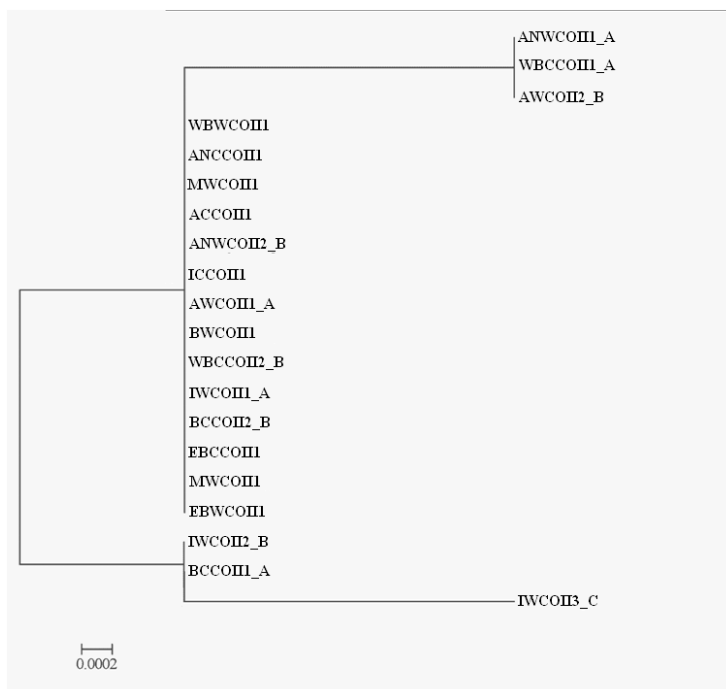 ANWCOII1_A
WBCCOII1_A
AWCOII2_B
WBWCOII1
ANCCOII1
MWCOII1
ACCOII1
ANWCOII2_B
ICCOII1
AWCOII1_A
BWCOII1
WBCCOII2_B
IWCOII1_A
BCCOII2_B
EBCCOII1
MWCOII1
EBWCOII1
IWCOII2_B
BCCOII1_A
IWCOII3_C
0.0002